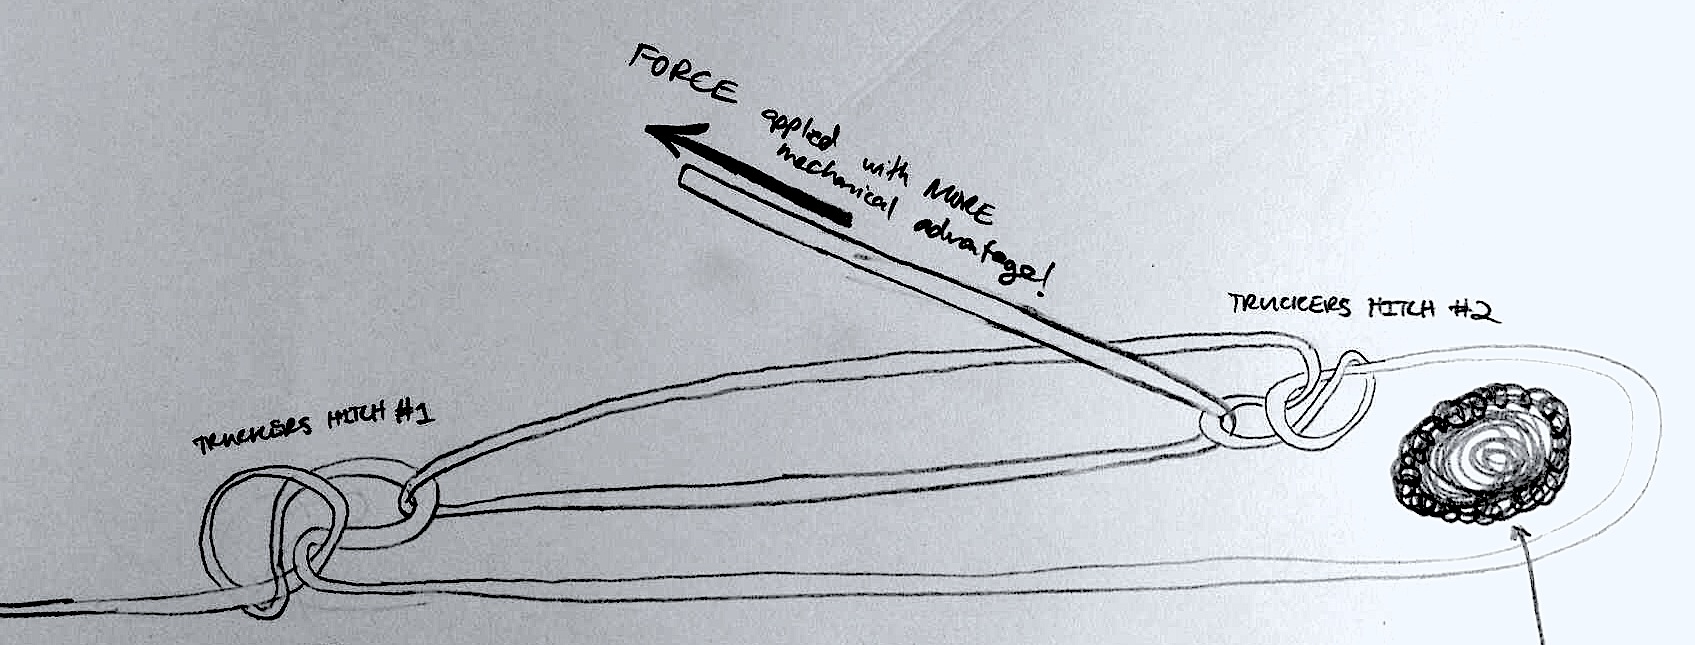 FORCE applied with MORE
mechanical advantage!
TRUCKERS HITCH #2
TRUCKERS HITCH #1